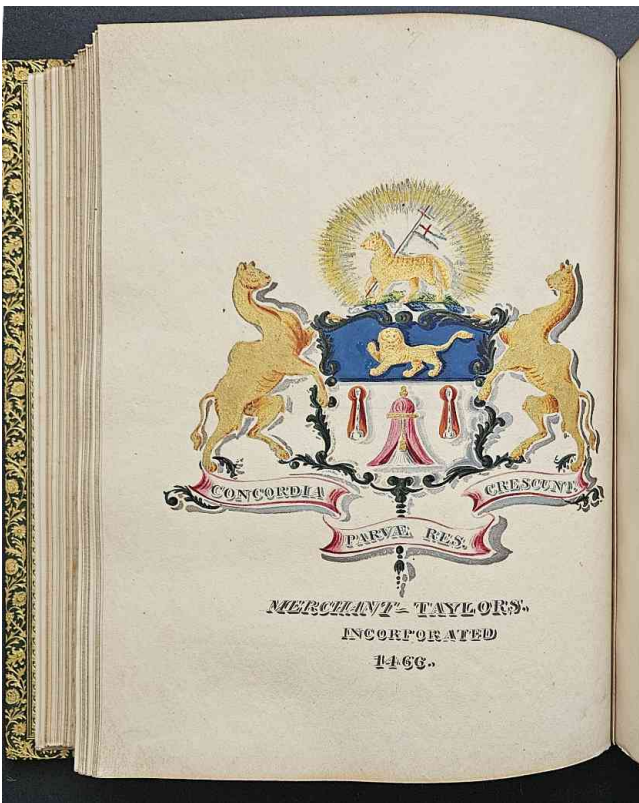 CONCORDIA
PARVÆ RES.
CRESCUNT.
MERCHANT-TAYLORS.
INCORPORATED
1466.